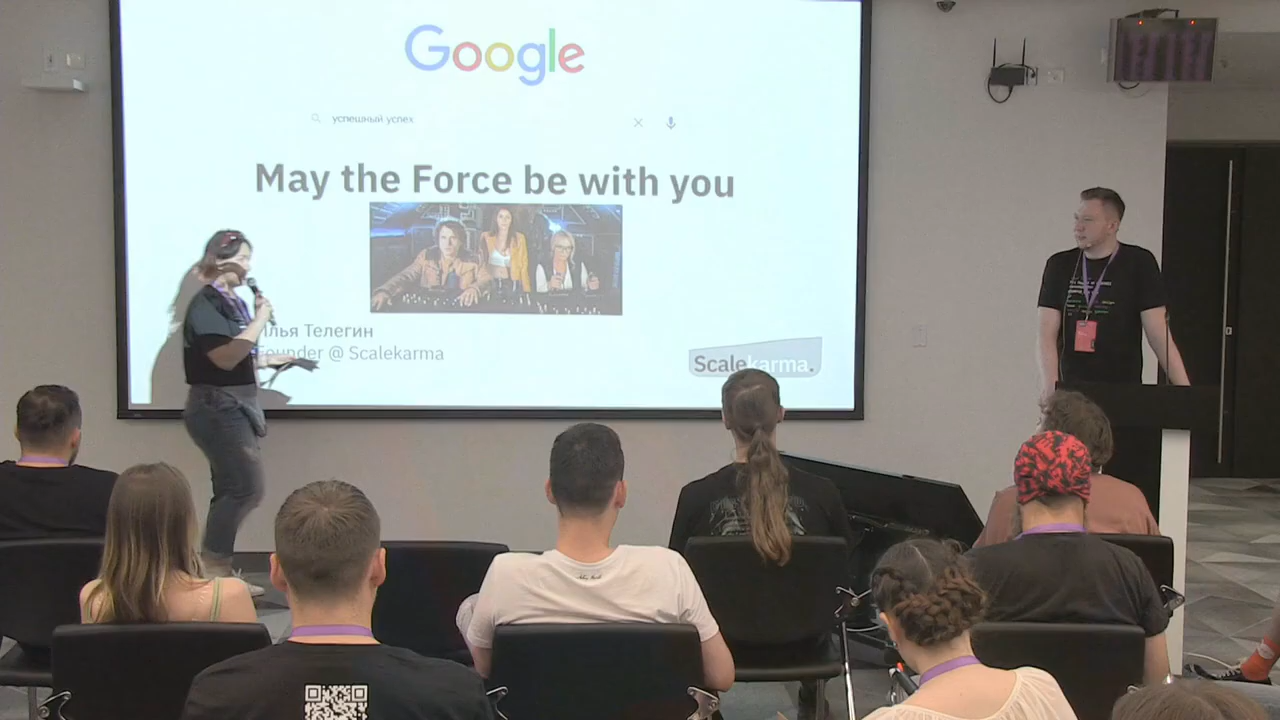 Google
успешный успех
May the Force be with you
лья Телегин
Founder @ Scalekarma
Scalekarma.